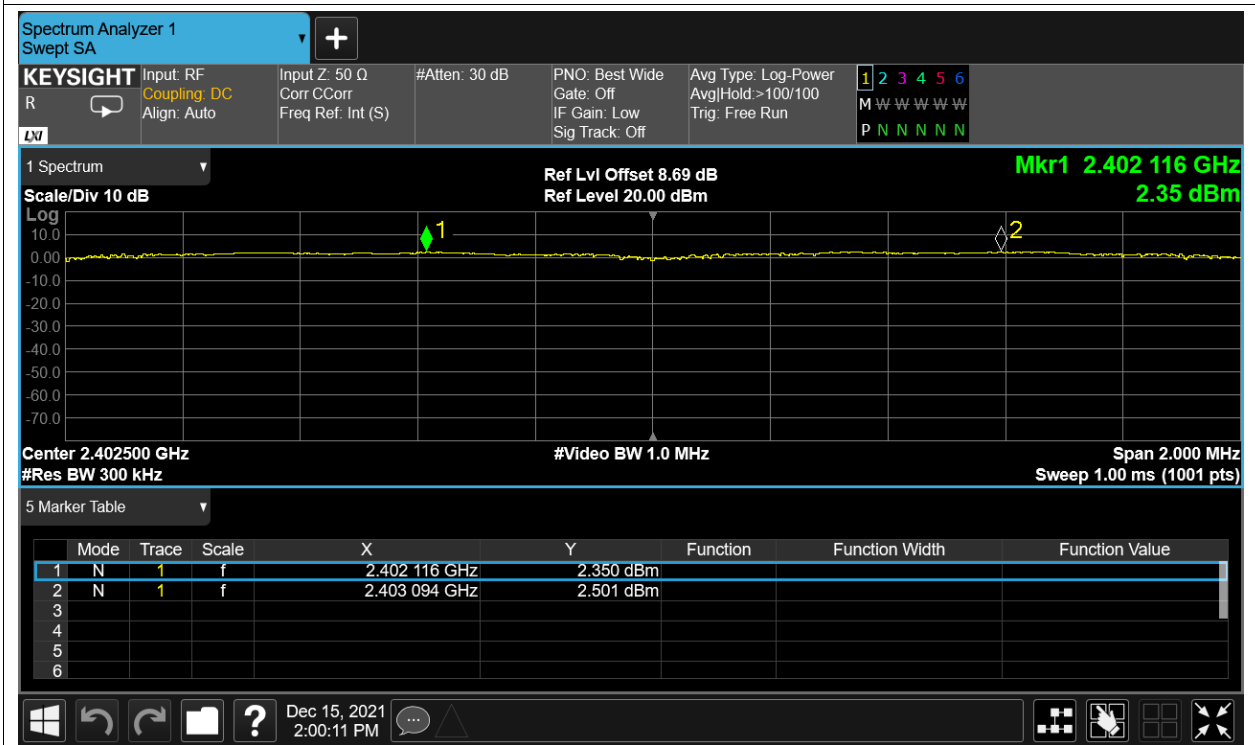 Spectrum Analyzer 1
Swept SA
+
KEYSIGHT Input: RF Input Z: 50 Ω #Atten: 30 dB PNO: Best Wide Avg Type: Log-Power 1 2 3 4 5 6
R Coupling: DC Corr CCorr Gate: Off Avg|Hold:>100/100 M W W W W W
Align: Auto Freq Ref: Int (S) IF Gain: Low Trig: Free Run
LXI Sig Track: Off P N N N N N
1 Spectrum Ref Lvl Offset 8.69 dB Mkr1 2.402 116 GHz
Scale/Div 10 dB Ref Level 20.00 dBm 2.35 dBm
Log
10.0 1 2
0.00
-10.0
-20.0
-30.0
-40.0
-50.0
-60.0
-70.0
Center 2.402500 GHz #Video BW 1.0 MHz Span 2.000 MHz
#Res BW 300 kHz Sweep 1.00 ms (1001 pts)
5 Marker Table
Mode Trace Scale X Y Function Function Width Function Value
1 N 1 f 2.402 116 GHz 2.350 dBm
2 N 1 f 2.403 094 GHz 2.501 dBm
3
4
5
6
? Dec 15, 2021
2:00:11 PM